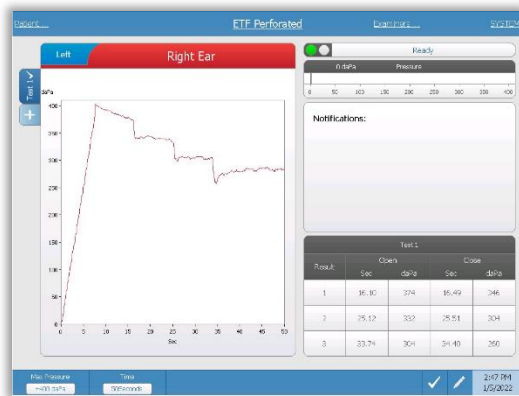 Patient ...
ETF Perforated
Examiners ...
SYSTEM
Left
Right Ear
Test 1
+
daPa
400
350
300
250
200
150
100
50
0
0 5 10 15 20 25 30 35 40 45 50
Sec
Ready
0 daPa Pressure
0 50 100 150 200 250 300 350 400
Notifications:
Test 1
Result Open Close
Sec daPa Sec daPa
1 16.10 374 16.49 346
2 25.12 332 25.51 304
3 33.74 304 34.40 260
Max Pressure
+400 daPa
Time
50Seconds
2:47 PM
1/5/2022